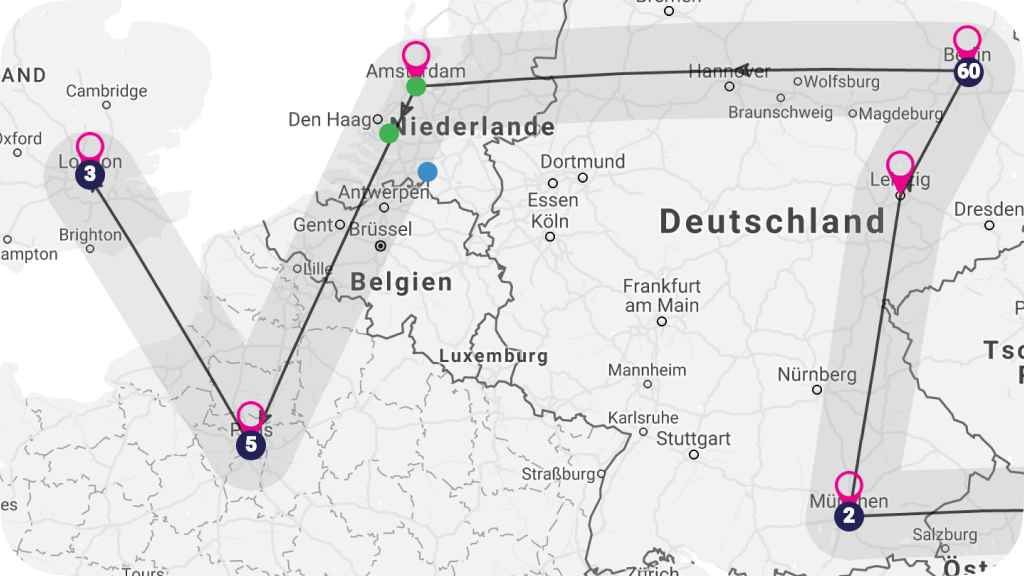 Bremen
Berlin
60
AND
Amsterdam
Hannover
Wolfsburg
Cambridge
Braunschweig
Magdeburg
Den Haag
Niederlande
Oxford
London
3
Dortmund
Leipzig
Antwerpen
Essen
Deutschland
Dresden
Gent
Brüssel
Köln
Brighton
ampton
Lille
Belgien
Frankfurt
am Main
Tsc
Luxemburg
Mannheim
Nürnberg
Karlsruhe
Paris
5
Stuttgart
Straßburg
München
2
es
Salzburg
Öst
Tours
Zürich